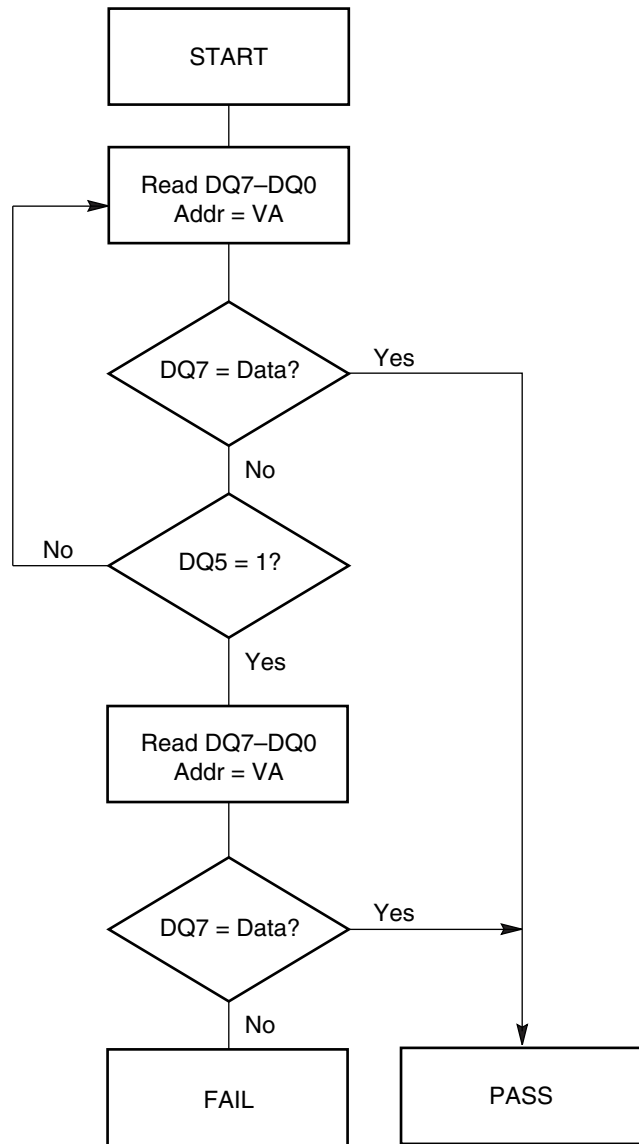 START
Read DQ7–DQ0
Addr = VA
DQ7 = Data?
Yes
No
No
DQ5 = 1?
Yes
Read DQ7–DQ0
Addr = VA
DQ7 = Data?
Yes
No
FAIL
PASS